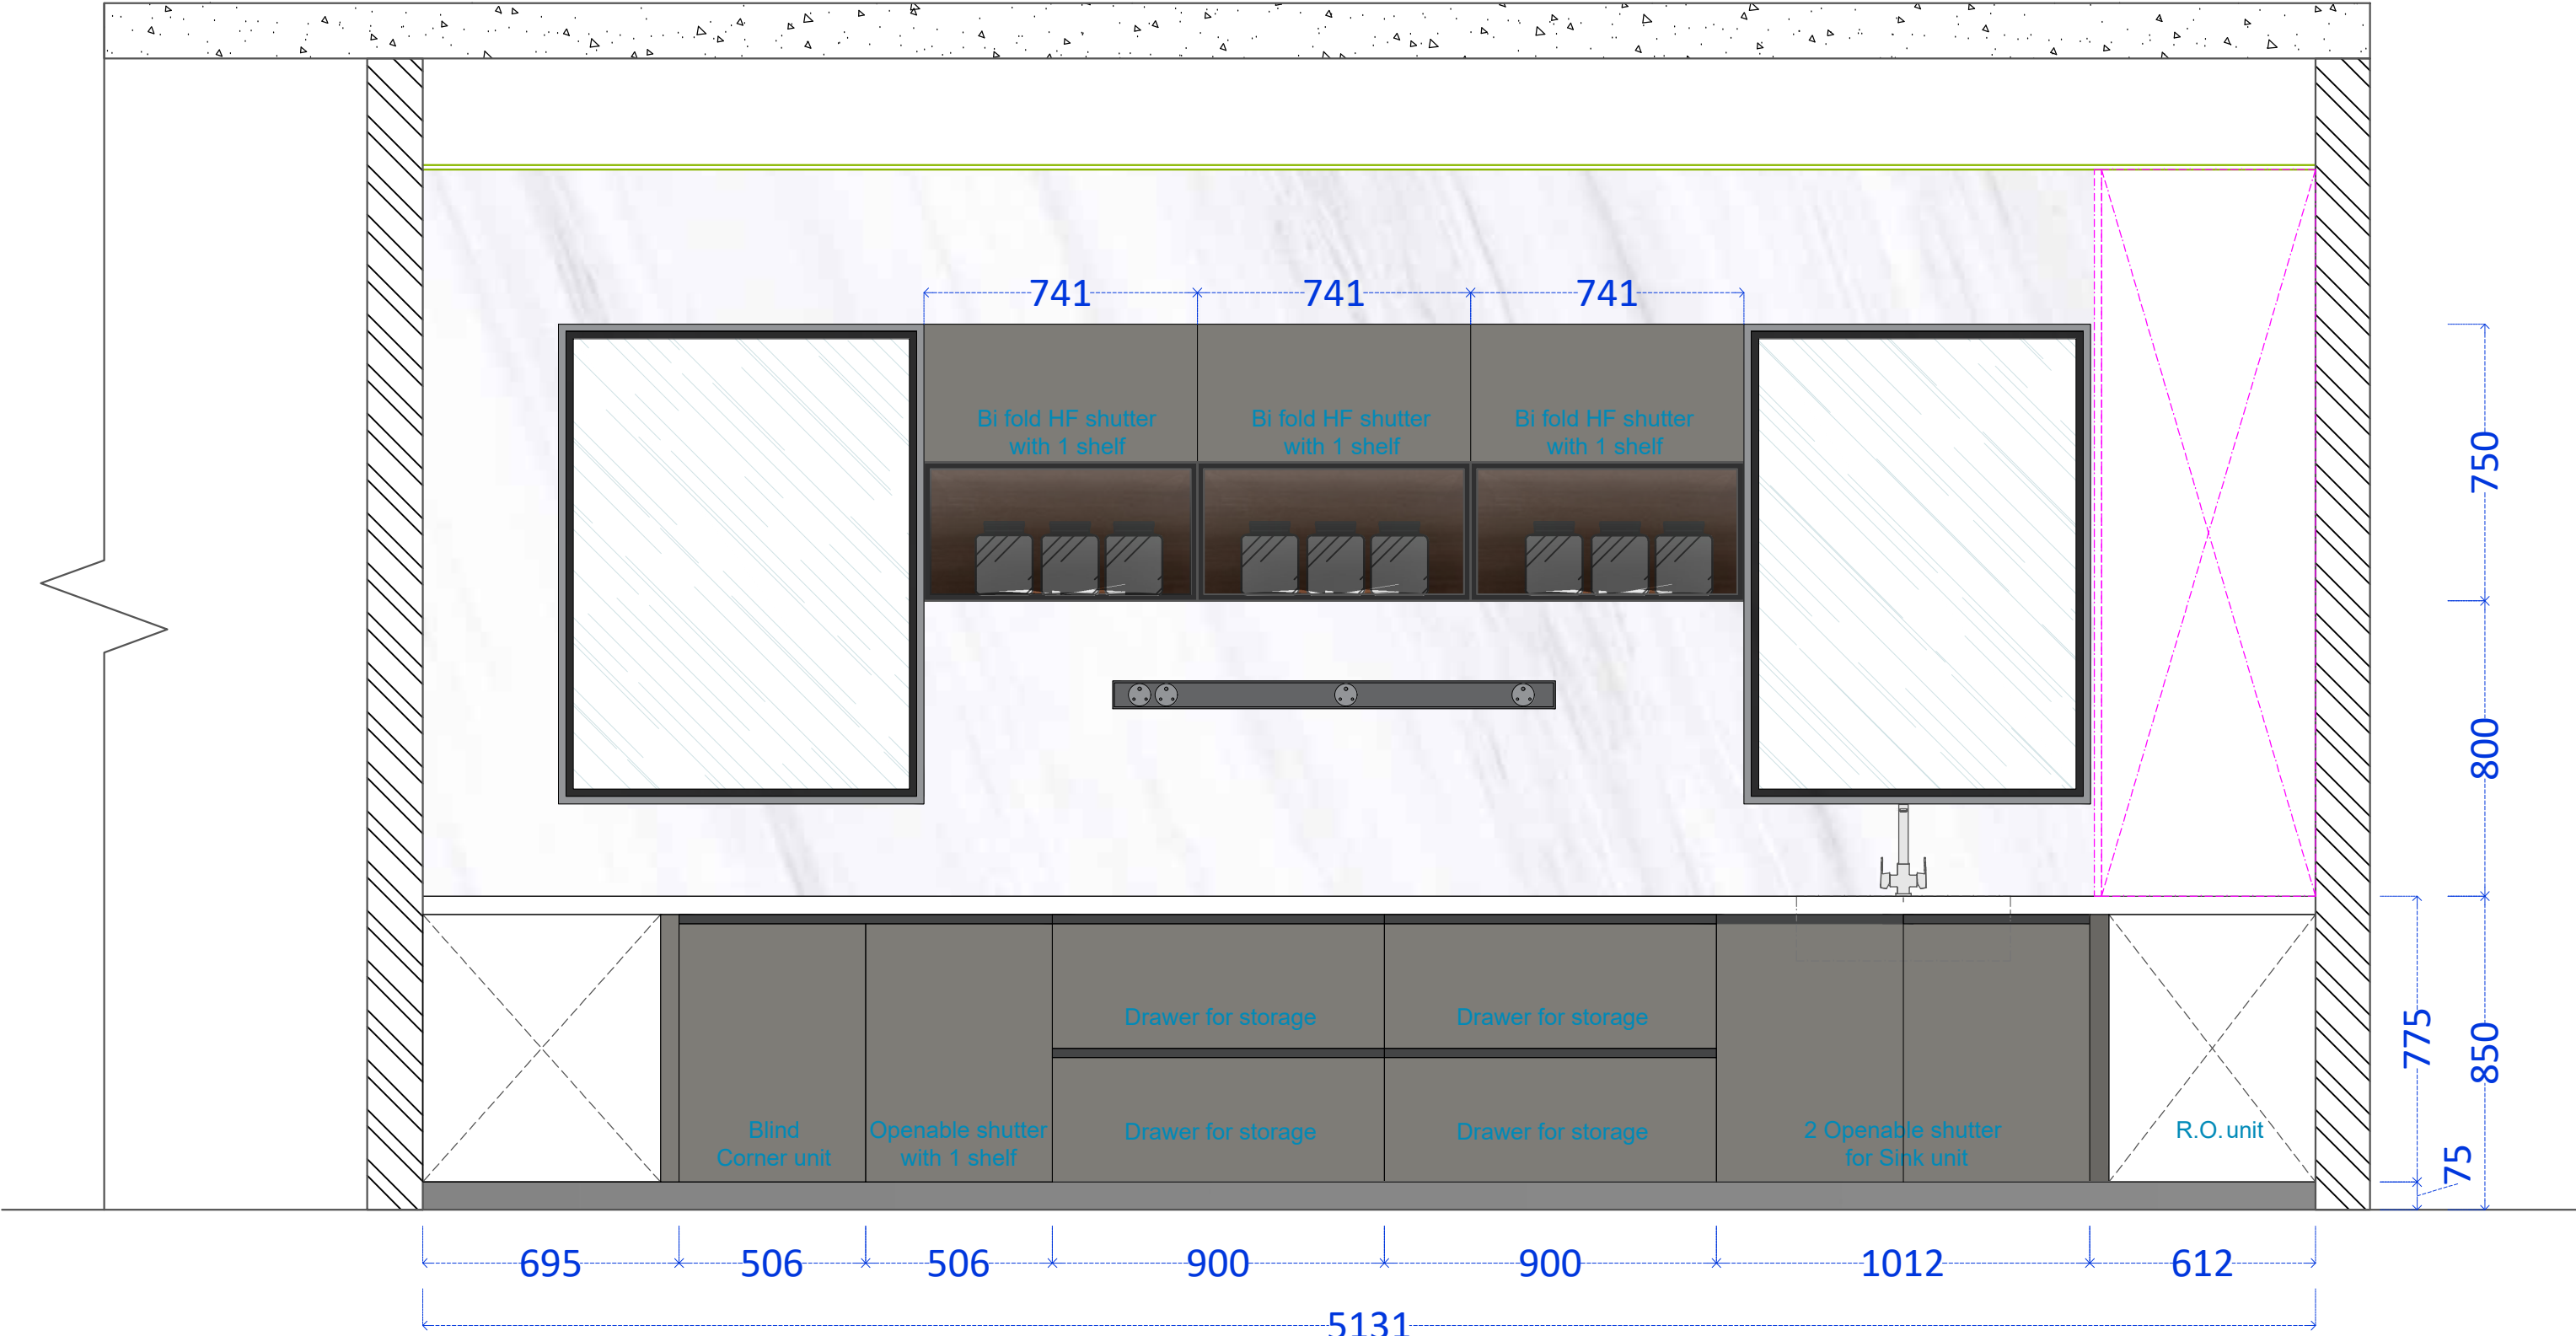 741 741 741
Bi fold HF shutter
with 1 shelf
Bi fold HF shutter
with 1 shelf
Bi fold HF shutter
with 1 shelf
750
800
Drawer for storage
Drawer for storage
775
850
Blind
Corner unit
Openable shutter
with 1 shelf
Drawer for storage
Drawer for storage
2 Openable shutter
for Sink unit
R.O. unit
75
695 506 506 900 900 1012 612
5131